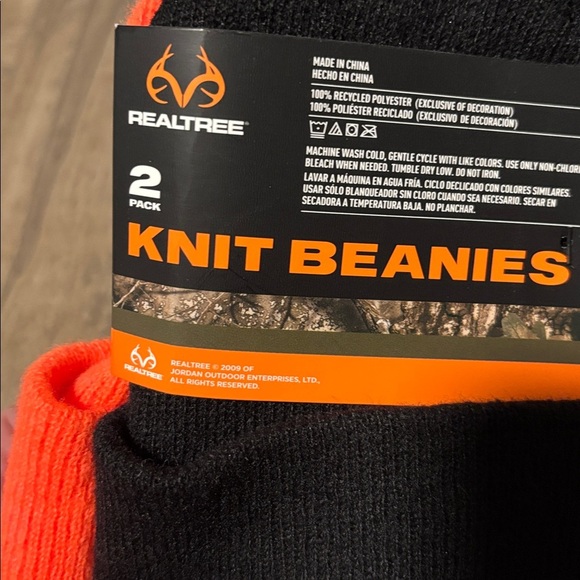 REALTREE®
2
PACK
MADE IN CHINA
HECHO EN CHINA
100% RECYCLED POLYESTER (EXCLUSIVE OF DECORATION)
100% POLIÉSTER RECICLADO (EXCLUSIVO DE DECORACIÓN)
MACHINE WASH COLD, GENTLE CYCLE WITH LIKE COLORS. USE ONLY NON-CHLORI
BLEACH WHEN NEEDED. TUMBLE DRY LOW. DO NOT IRON.
LAVAR A MÁQUINA EN AGUA FRÍA. CICLO DELICADO CON COLORES SIMILARES.
USAR SÓLO BLANQUEADOR SIN CLORO CUANDO SEA NECESARIO. SECAR EN
SECADORA A TEMPERATURA BAJA. NO PLANCHAR.
KNIT BEANIES
REALTREE
REALTREE © 2009 OF
JORDAN OUTDOOR ENTERPRISES, LTD.,
ALL RIGHTS RESERVED.